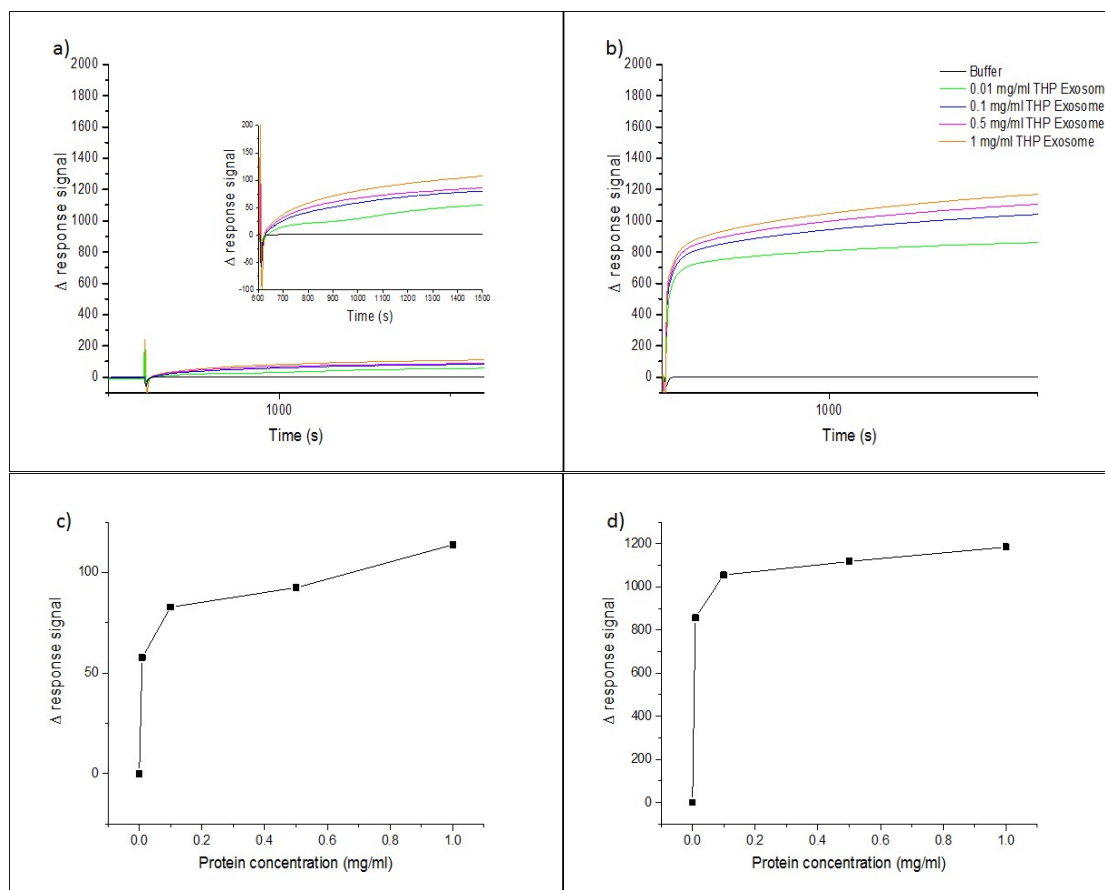 a)
2000
1800
1600
1400
1200
1000
800
600
400
200
0
Δ response signal
1000
Time (s)
200
150
100
50
0
-50
-100
Δ response signal
600 700 800 900 1000 1100 1200 1300 1400 1500
Time (s)
b)
2000
1800
1600
1400
1200
1000
800
600
400
200
0
Δ response signal
1000
Time (s)
Buffer
0.01 mg/ml THP Exosom
0.1 mg/ml THP Exosome
0.5 mg/ml THP Exosome
1 mg/ml THP Exosome
c)
100
50
0
Δ response signal
0.0 0.2 0.4 0.6 0.8 1.0
Protein concentration (mg/ml)
d)
1200
1000
800
600
400
200
0
Δ response signal
0.0 0.2 0.4 0.6 0.8 1.0
Protein concentration (mg/ml)